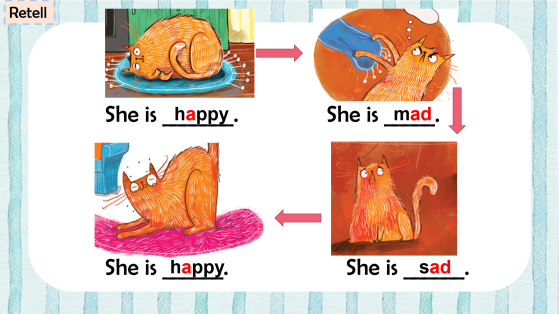 Retell
She is happy.
She is mad.
She is sad.
She is happy.